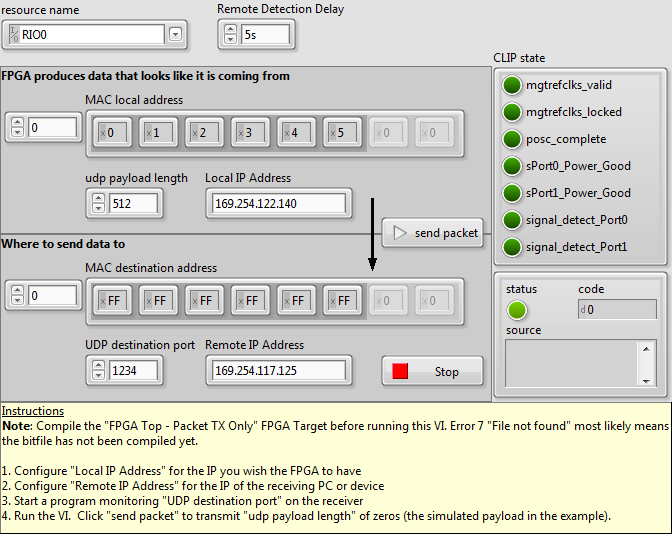 resource name
Remote Detection Delay
I/O RIO0
5s
CLIP state
FPGA produces data that looks like it is coming from
mgtrefclks_valid
MAC local address
mgtrefclks_locked
0
x 0 x 1 x 2 x 3 x 4 x 5 x 0 x 0
posc_complete
sPort0_Power_Good
udp payload length
Local IP Address
sPort1_Power_Good
512
169.254.122.140
signal_detect_Port0
send packet
Where to send data to
signal_detect_Port1
MAC destination address
0
x FF x FF x FF x FF x FF x FF x 0 x 0
status
code
d 0
source
UDP destination port
Remote IP Address
1234
169.254.117.125
Stop
Instructions
Note: Compile the "FPGA Top - Packet TX Only" FPGA Target before running this VI. Error 7 "File not found" most likely means
the bitfile has not been compiled yet.
1. Configure "Local IP Address" for the IP you wish the FPGA to have
2. Configure "Remote IP Address" for the IP of the receiving PC or device
3. Start a program monitoring "UDP destination port" on the receiver
4. Run the VI. Click "send packet" to transmit "udp payload length" of zeros (the simulated payload in the example).